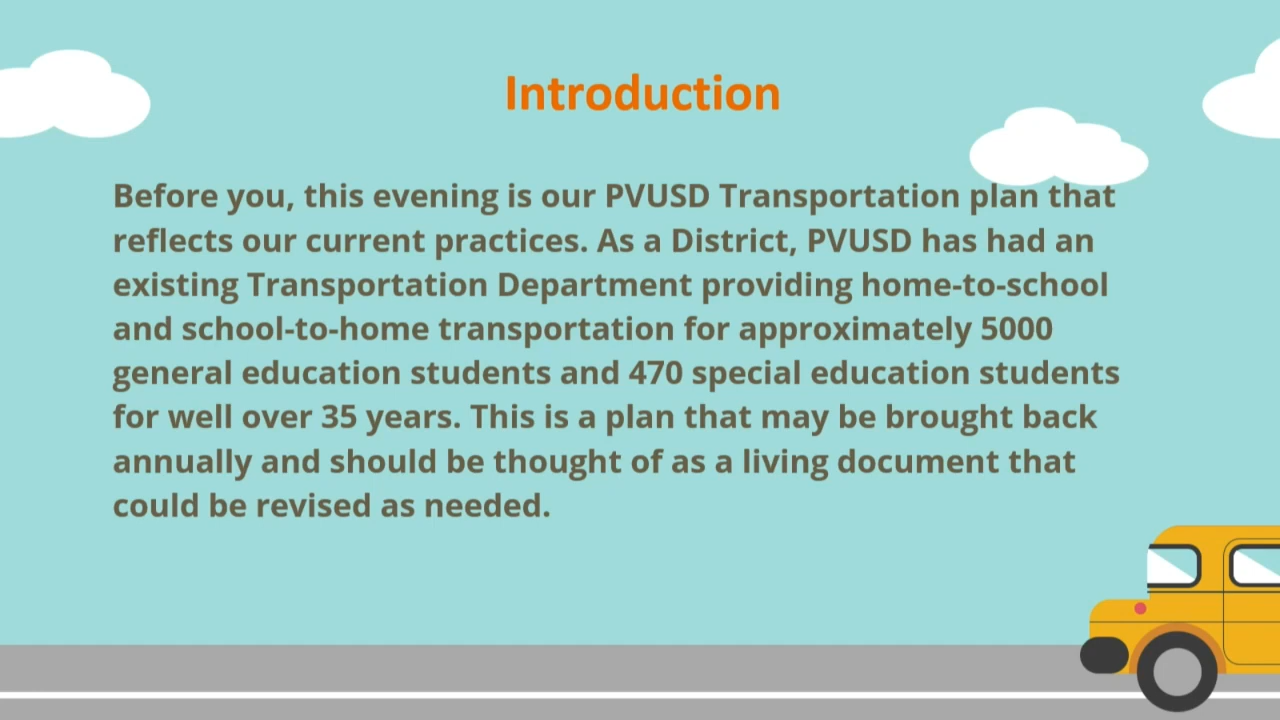 Introduction
Before you, this evening is our PVUSD Transportation plan that
reflects our current practices. As a District, PVUSD has had an
existing Transportation Department providing home-to-school
and school-to-home transportation for approximately 5000
general education students and 470 special education students
for well over 35 years. This is a plan that may be brought back
annually and should be thought of as a living document that
could be revised as needed.